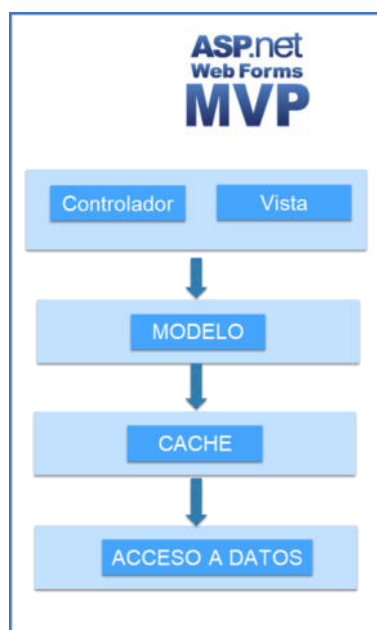 ASP.net
Web Forms
MVP
Controlador
Vista
MODELO
CACHE
ACCESO A DATOS